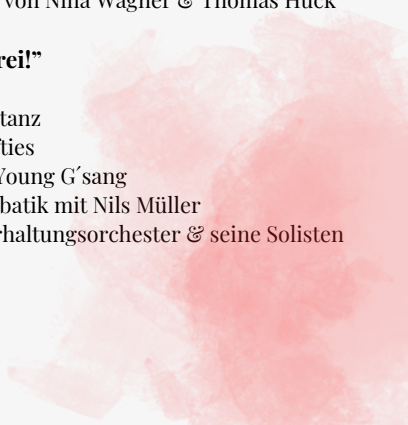 von Nina Wagner & Thomas Huck
rei!”
tanz
ties
Young G´sang
batik mit Nils Müller
rhaltungsorchester & seine Solisten